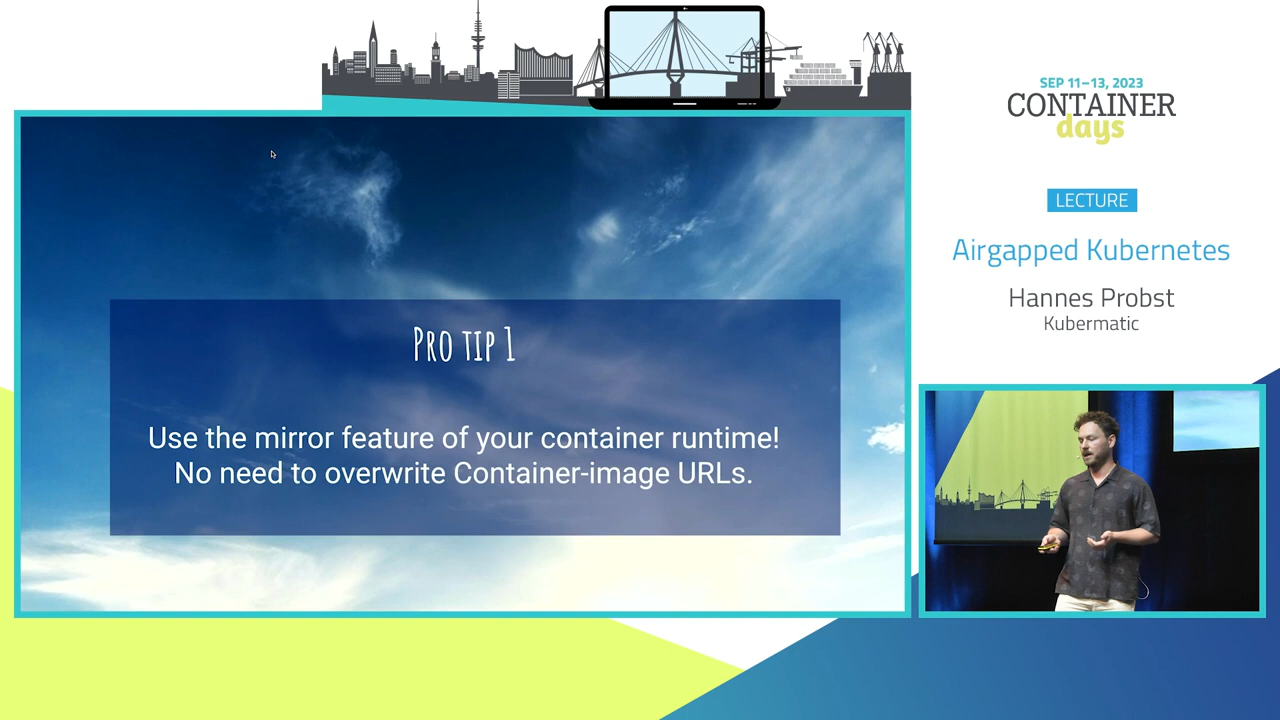 SEP 11–13, 2023
CONTAINER
days
LECTURE
Airgapped Kubernetes
Hannes Probst
Kubermatic
Pro tip 1
Use the mirror feature of your container runtime!
No need to overwrite Container-image URLs.